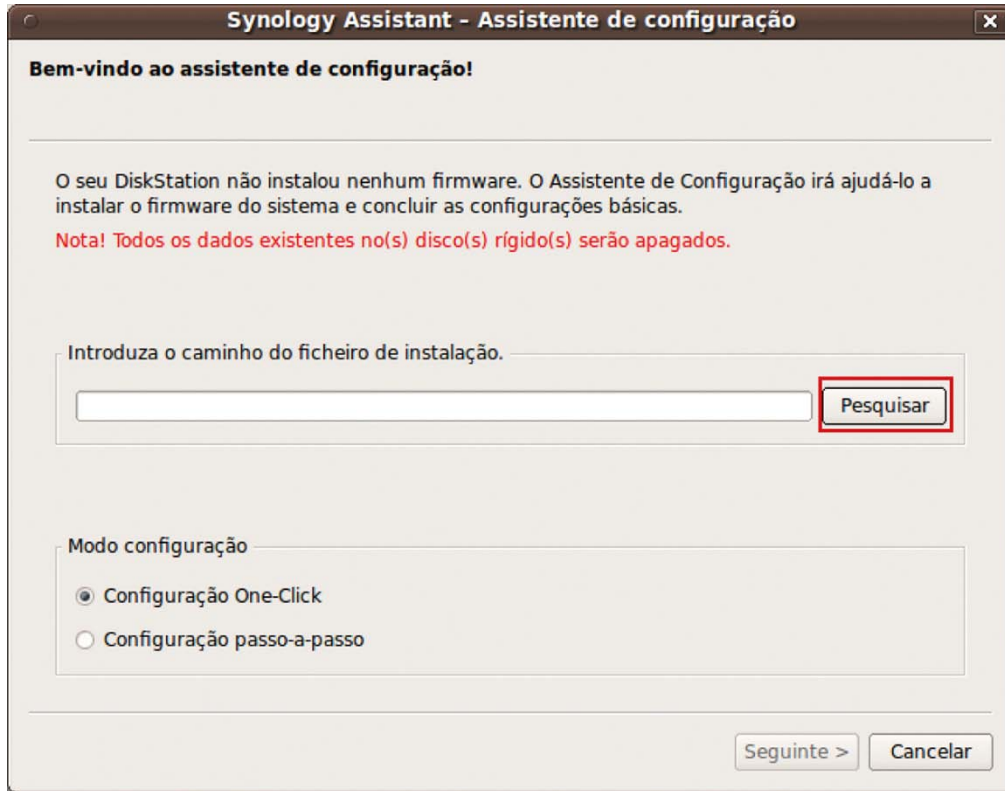 Synology Assistant – Assistente de configuração
Bem-vindo ao assistente de configuração!
O seu DiskStation não instalou nenhum firmware. O Assistente de Configuração irá ajudá-lo a
instalar o firmware do sistema e concluir as configurações básicas.
Nota! Todos os dados existentes no(s) disco(s) rígido(s) serão apagados.
Introduza o caminho do ficheiro de instalação.
Pesquisar
Modo configuração
Configuração One-Click
Configuração passo-a-passo
Seguinte > Cancelar